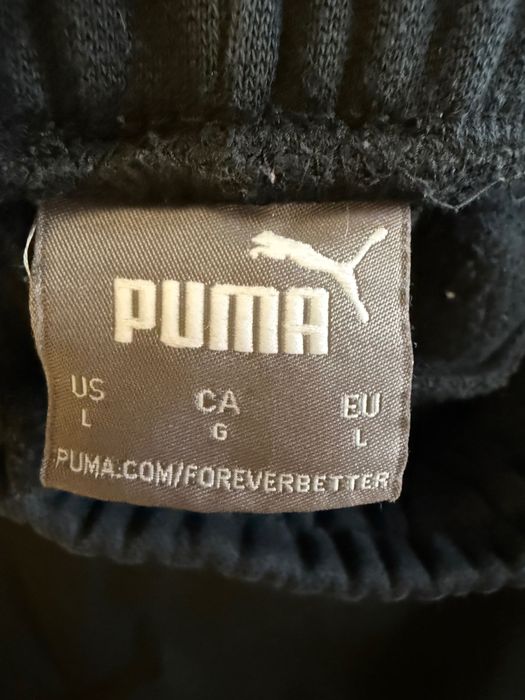 PUMA
US CA EU
L G L
PUMA.COM/FOREVERBETTER